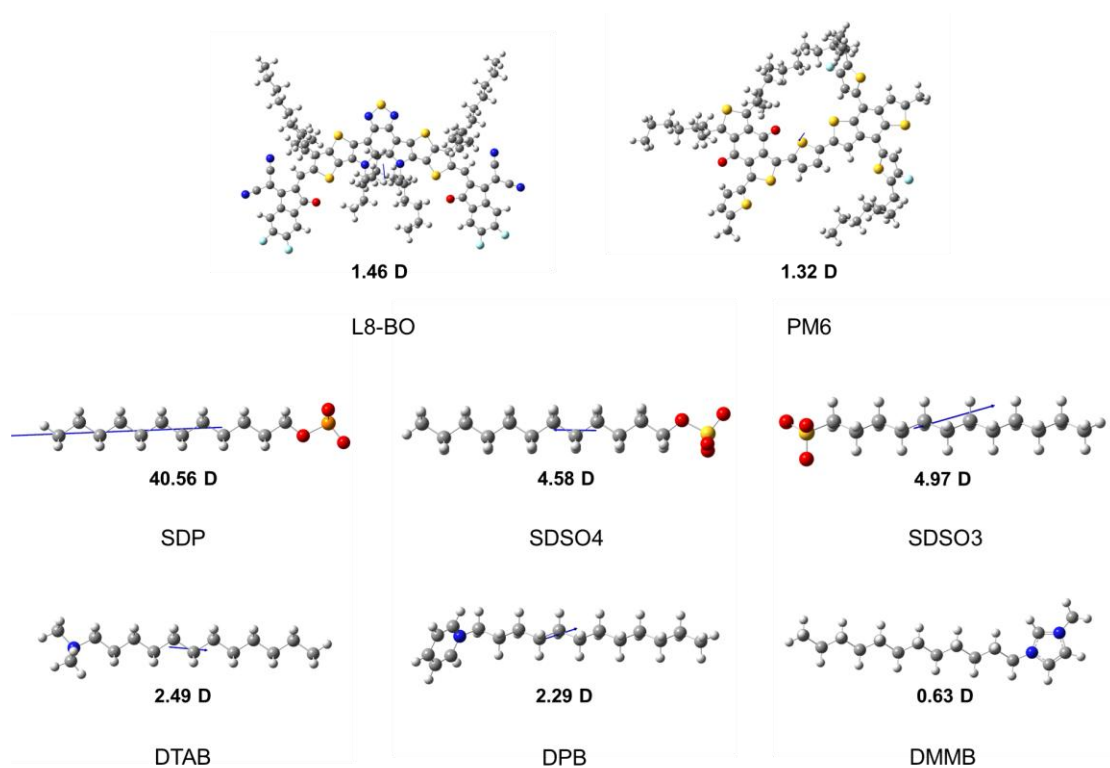 1.46 D
1.32 D
L8-BO
PM6
40.56 D
4.58 D
4.97 D
SDP
SDSO4
SDSO3
2.49 D
2.29 D
0.63 D
DTAB
DPB
DMMB